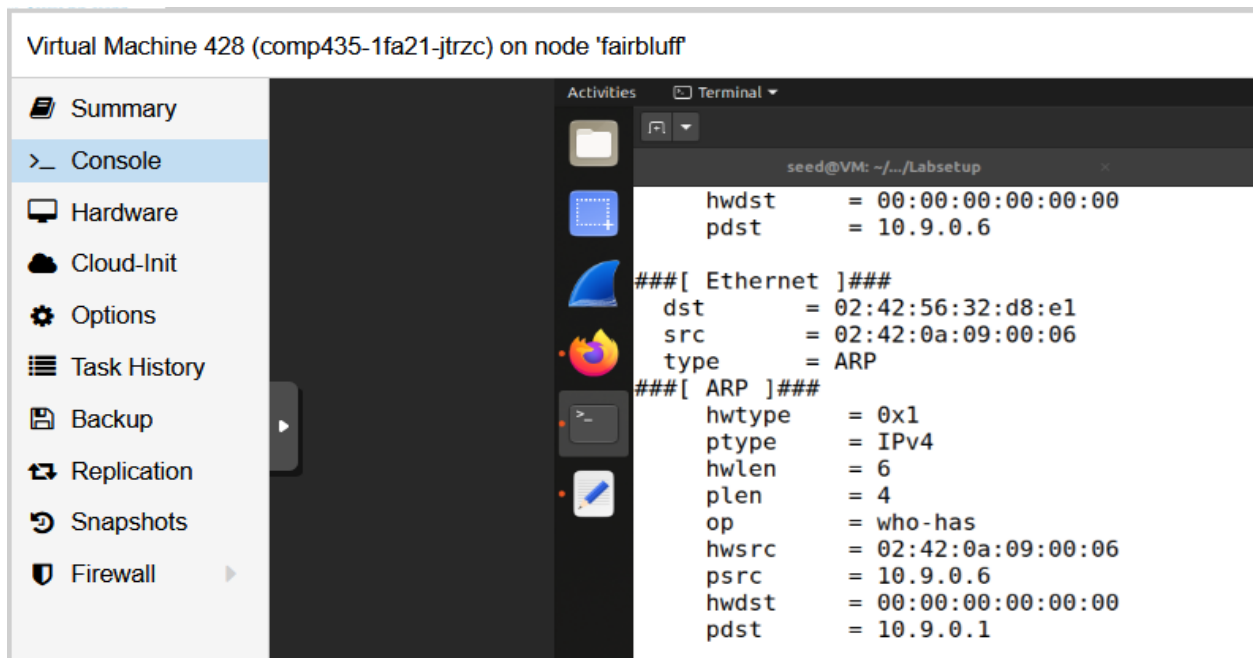 Virtual Machine 428 (comp435-1fa21-jtrzc) on node 'fairbluff'
Summary
Console
Hardware
Cloud-Init
Options
Task History
Backup
Replication
Snapshots
Firewall
Activities Terminal
seed@VM: ~/.../Labsetup ×
hwdst = 00:00:00:00:00:00
pdst = 10.9.0.6
###[ Ethernet ]###
dst = 02:42:56:32:d8:e1
src = 02:42:0a:09:00:06
type = ARP
###[ ARP ]###
hwtype = 0x1
ptype = IPv4
hwlen = 6
plen = 4
op = who-has
hwsrc = 02:42:0a:09:00:06
psrc = 10.9.0.6
hwdst = 00:00:00:00:00:00
pdst = 10.9.0.1